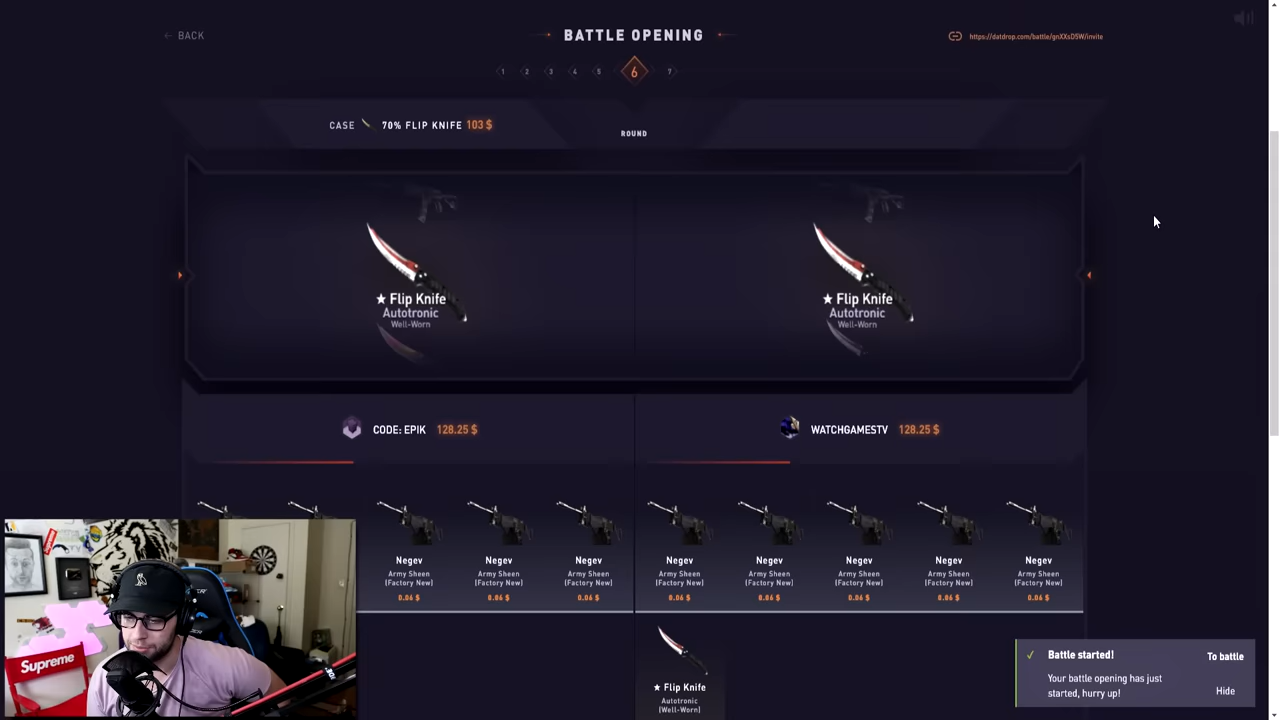 ← BACK
BATTLE OPENING
https://datdrop.com/battle/gnXXsD5W/invite
1 2 3 4 5 6 7
CASE 70% FLIP KNIFE 103 $
ROUND
★ Flip Knife
Autotronic
Well-Worn
★ Flip Knife
Autotronic
Well-Worn
CODE: EPIK 128.25 $
WATCHGAMESTV 128.25 $
Negev
Army Sheen
(Factory New)
0.06 $
Negev
Army Sheen
(Factory New)
0.06 $
Negev
Army Sheen
(Factory New)
0.06 $
Negev
Army Sheen
(Factory New)
0.06 $
Negev
Army Sheen
(Factory New)
0.06 $
Negev
Army Sheen
(Factory New)
0.06 $
Negev
Army Sheen
(Factory New)
0.06 $
Negev
Army Sheen
(Factory New)
0.06 $
★ Flip Knife
Autotronic
(Well-Worn)
Supreme
✓ Battle started!
To battle
Your battle opening has just
started, hurry up!
Hide